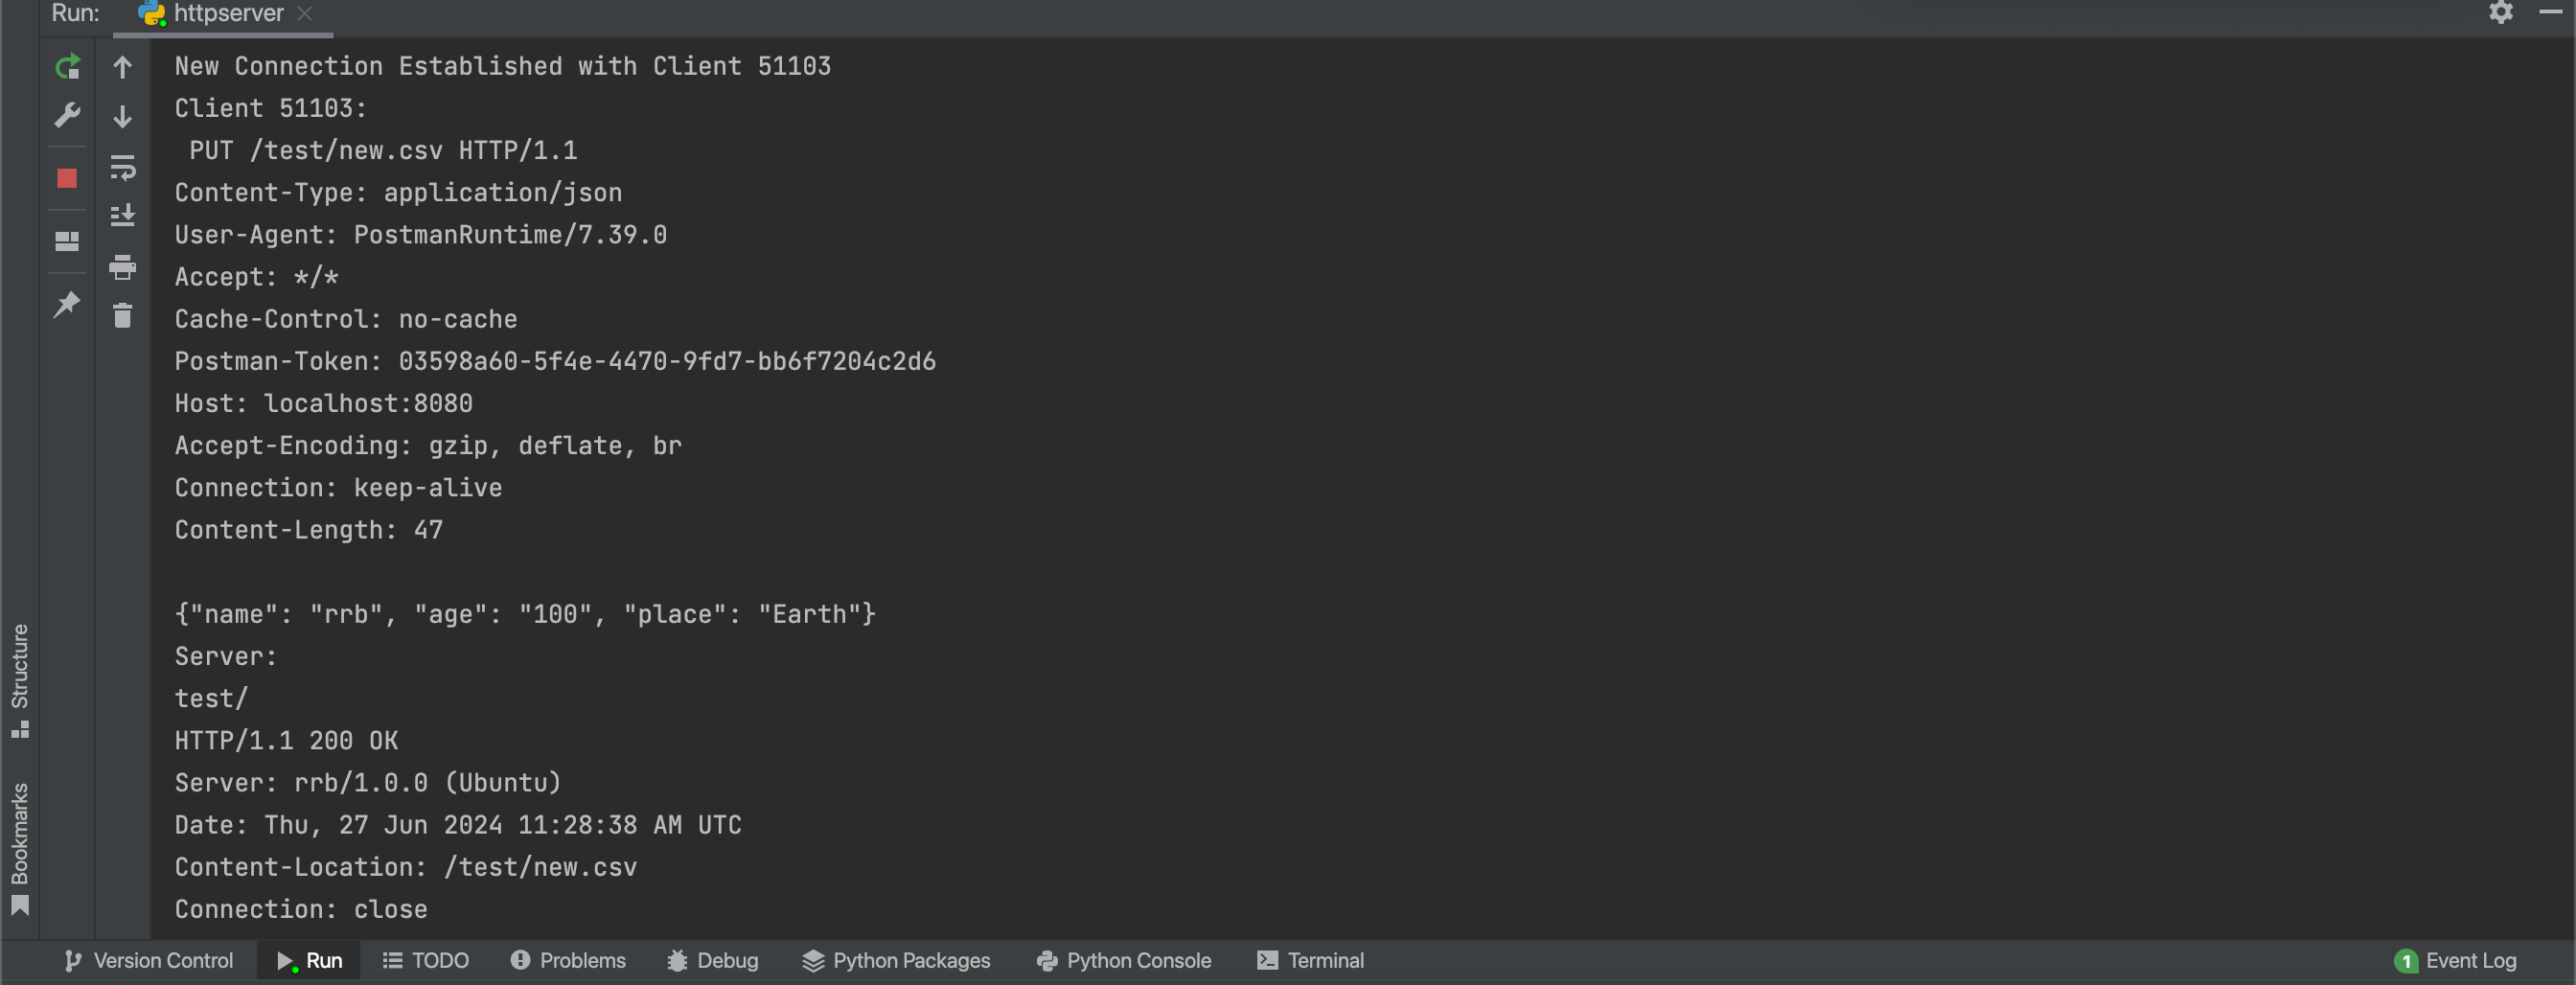 Run: httpserver
New Connection Established with Client 51103
Client 51103:
 PUT /test/new.csv HTTP/1.1
Content-Type: application/json
User-Agent: PostmanRuntime/7.39.0
Accept: */*
Cache-Control: no-cache
Postman-Token: 03598a60-5f4e-4470-9fd7-bb6f7204c2d6
Host: localhost:8080
Accept-Encoding: gzip, deflate, br
Connection: keep-alive
Content-Length: 47

{"name": "rrb", "age": "100", "place": "Earth"}
Server:
test/
HTTP/1.1 200 OK
Server: rrb/1.0.0 (Ubuntu)
Date: Thu, 27 Jun 2024 11:28:38 AM UTC
Content-Location: /test/new.csv
Connection: close
Structure
Bookmarks
Version Control Run TODO Problems Debug Python Packages Python Console Terminal 1 Event Log